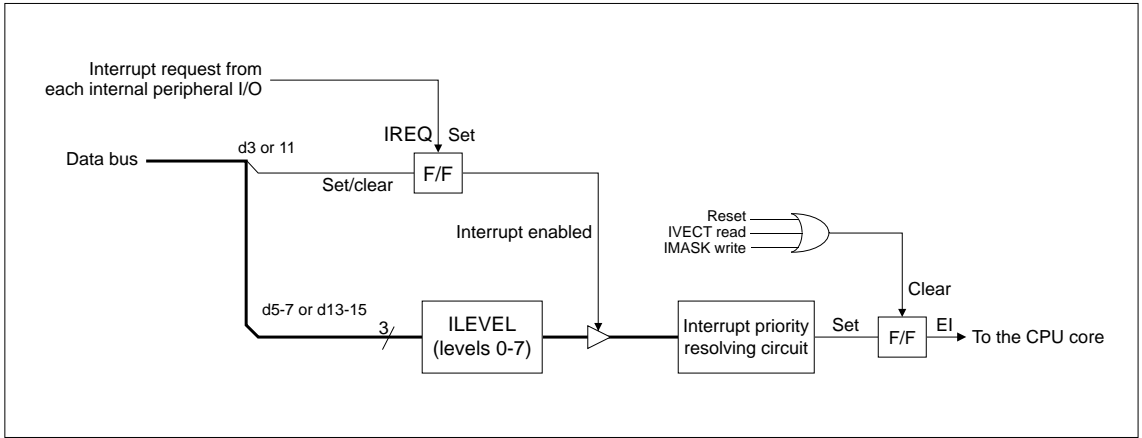 Interrupt request from
each internal peripheral I/O
IREQ Set
d3 or 11
Data bus
F/F
Set/clear
Interrupt enabled
Reset
IVECT read
IMASK write
Clear
d5-7 or d13-15
3
ILEVEL
(levels 0-7)
Interrupt priority
resolving circuit
Set
F/F
EI
To the CPU core